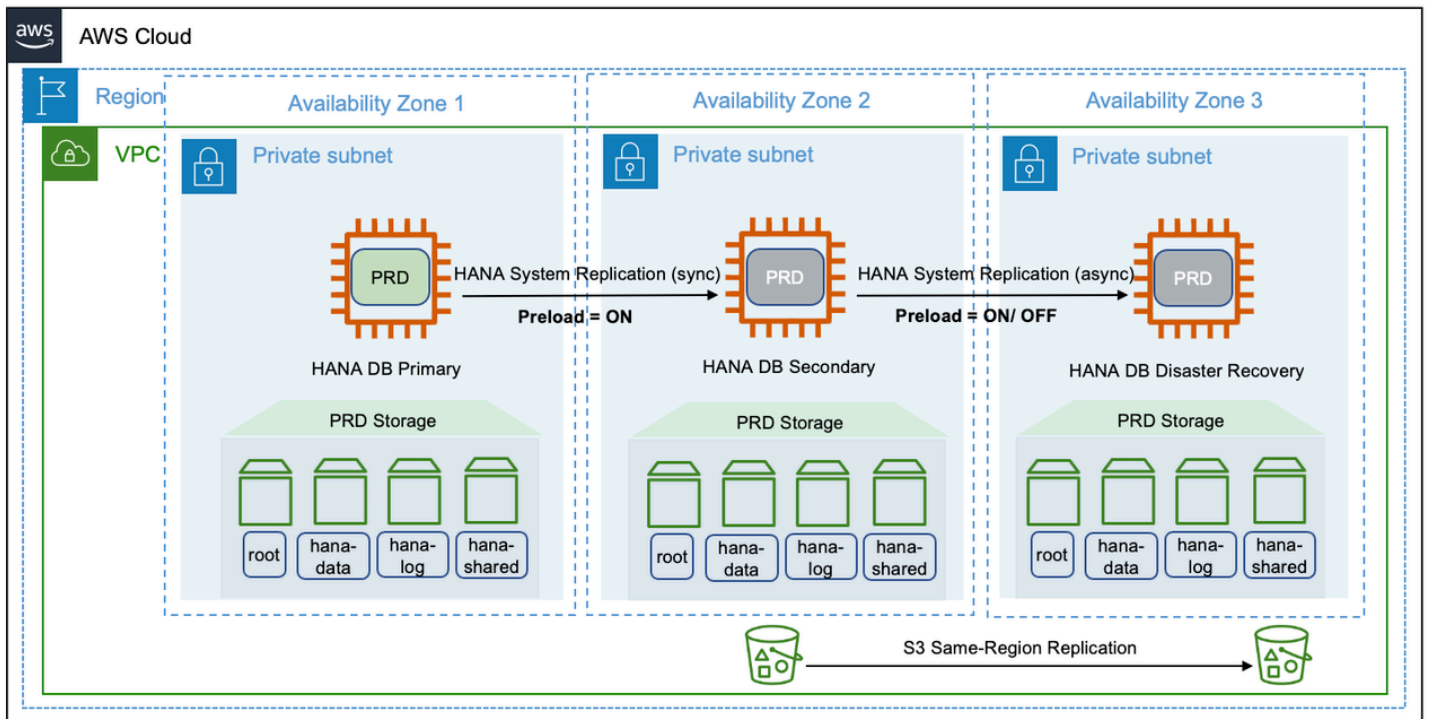 aws
AWS Cloud
Region
Availability Zone 1
Availability Zone 2
Availability Zone 3
VPC
Private subnet
Private subnet
Private subnet
PRD
HANA System Replication (sync)
Preload = ON
PRD
HANA System Replication (async)
Preload = ON/ OFF
PRD
HANA DB Primary
HANA DB Secondary
HANA DB Disaster Recovery
PRD Storage
PRD Storage
PRD Storage
root
hana-
data
hana-
log
hana-
shared
root
hana-
data
hana-
log
hana-
shared
root
hana-
data
hana-
log
hana-
shared
S3 Same-Region Replication